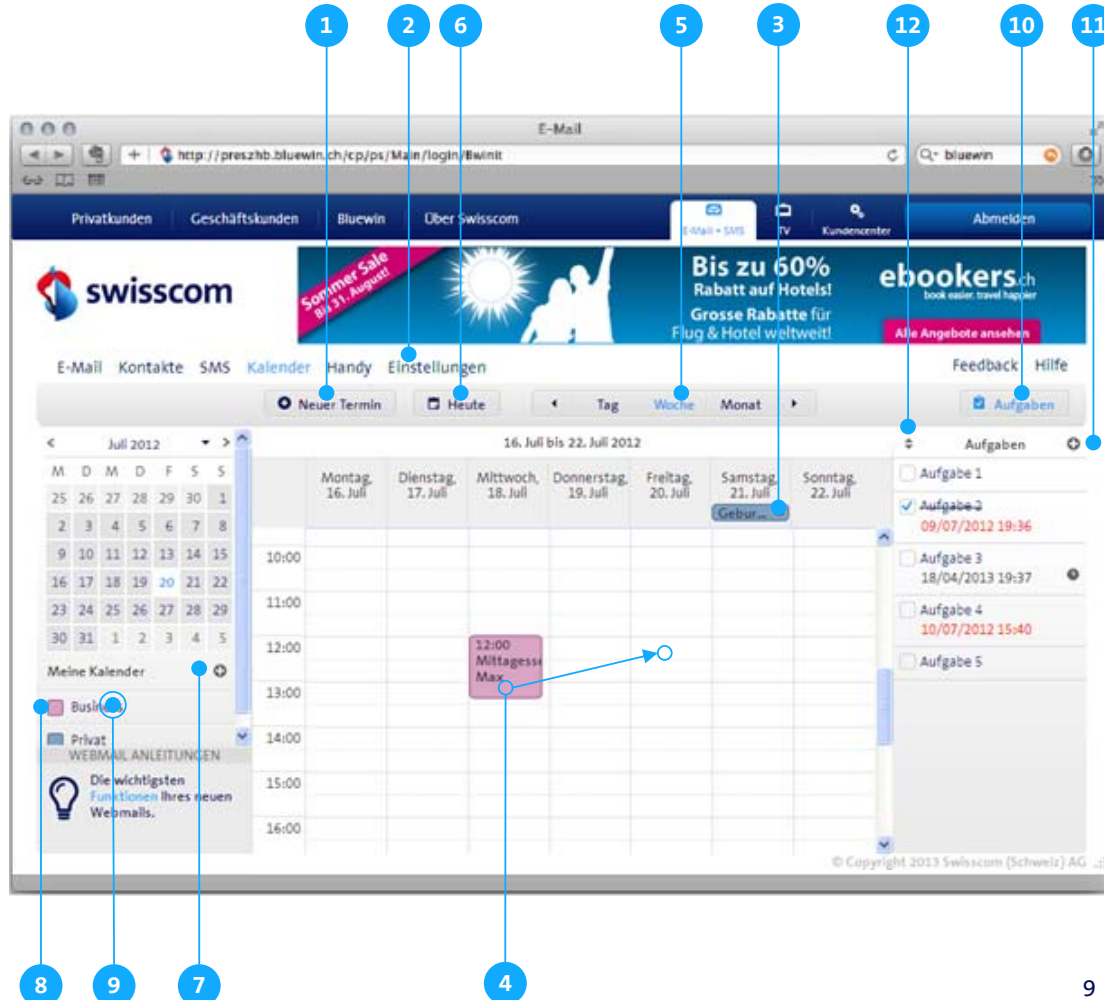 1 2 6 5 3 12 10 11
E-Mail
http://preszhb.bluewin.ch/cp/ps/Main/login/Bwinit
bluewin
Privatkunden Geschäftskunden Bluewin Über Swisscom
E-Mail + SMS TV Kundencenter Abmelden
swisscom
Sommer Sale
Bis 31. August!
Bis zu 60%
Rabatt auf Hotels!
Grosse Rabatte für
Flug & Hotel weltweit!
ebookers.ch
book easier. travel happier
Alle Angebote ansehen
E-Mail Kontakte SMS Kalender Handy Einstellungen Feedback Hilfe
Neuer Termin Heute Tag Woche Monat Aufgaben
Juli 2012
M D M D F S S
25 26 27 28 29 30 1
2 3 4 5 6 7 8
9 10 11 12 13 14 15
16 17 18 19 20 21 22
23 24 25 26 27 28 29
30 31 1 2 3 4 5
Meine Kalender
Business
Privat
WEBMAIL ANLEITUNGEN
Die wichtigsten
Funktionen Ihres neuen
Webmails.
16. Juli bis 22. Juli 2012
Montag, Dienstag, Mittwoch, Donnerstag, Freitag, Samstag, Sonntag,
16. Juli 17. Juli 18. Juli 19. Juli 20. Juli 21. Juli 22. Juli
Gebur...
10:00
11:00
12:00
13:00
14:00
15:00
16:00
12:00
Mittagesse
Max
Aufgaben
Aufgabe 1
Aufgabe 2
09/07/2012 19:36
Aufgabe 3
18/04/2013 19:37
Aufgabe 4
10/07/2012 15:40
Aufgabe 5
© Copyright 2013 Swisscom (Schweiz) AG
8 9 7 4
9